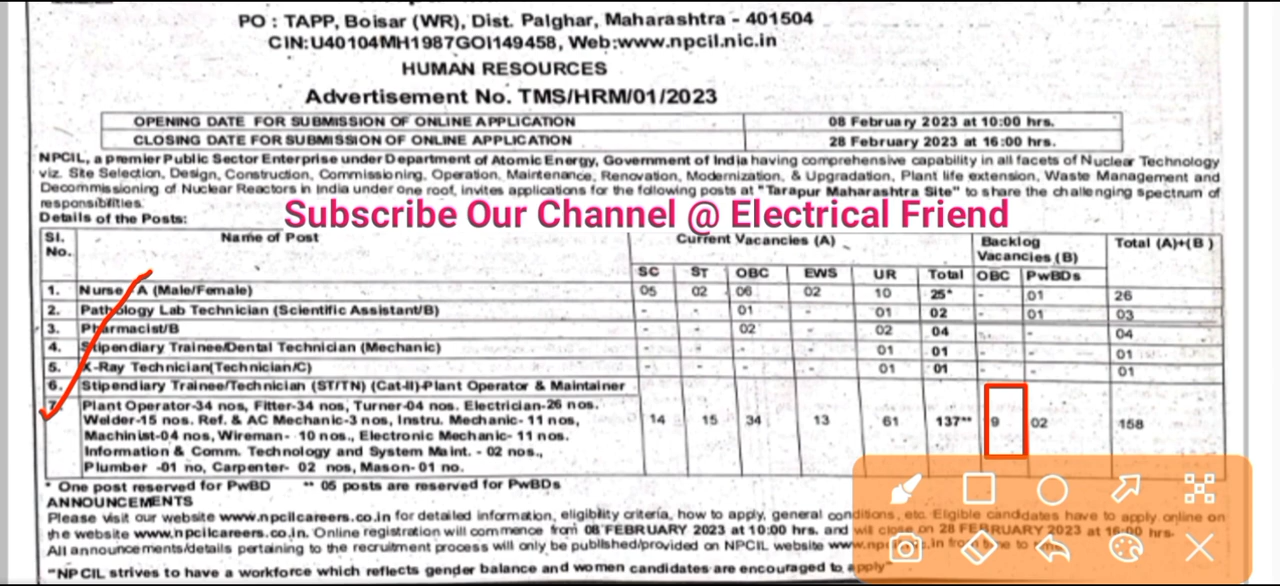 PO : TAPP, Boisar (WR), Dist. Palghar, Maharashtra - 401504
CIN:U40104MH1987GOI149458, Web:www.npcil.nic.in
HUMAN RESOURCES
Advertisement No. TMS/HRM/01/2023
OPENING DATE FOR SUBMISSION OF ONLINE APPLICATION 08 February 2023 at 10:00 hrs.
CLOSING DATE FOR SUBMISSION OF ONLINE APPLICATION 28 February 2023 at 16:00 hrs.
NPCIL, a premier Public Sector Enterprise under Department of Atomic Energy, Government of India having comprehensive capability in all facets of Nuclear Technology
viz. Site Selection, Design, Construction, Commissioning, Operation, Maintenance, Renovation, Modernization, & Upgradation, Plant life extension, Waste Management and
Decommissioning of Nuclear Reactors in India under one roof, invites applications for the following posts at "Tarapur Maharashtra Site" to share the challenging spectrum of
responsibilities.
Details of the Posts:
Subscribe Our Channel @ Electrical Friend
Sl. No. Name of Post Current Vacancies (A) Backlog Vacancies (B) Total (A)+(B )
SC ST OBC EWS UR Total OBC PwBDs
1. Nurse A (Male/Female) 05 02 06 02 10 25* - 01 26
2. Pathology Lab Technician (Scientific Assistant/B) - - 01 - 01 02 - 01 03
3. Pharmacist/B - - 02 - 02 04 - - 04
4. Stipendiary Trainee/Dental Technician (Mechanic) - - - - 01 01 - - 01
5. X-Ray Technician(Technician/C) - - - - 01 01 - - 01
6. Stipendiary Trainee/Technician (ST/TN) (Cat-II)-Plant Operator & Maintainer
7. Plant Operator-34 nos, Fitter-34 nos, Turner-04 nos. Electrician-26 nos.
Welder-15 nos. Ref. & AC Mechanic-3 nos, Instru. Mechanic- 11 nos,
Machinist-04 nos, Wireman- 10 nos., Electronic Mechanic- 11 nos.
Information & Comm. Technology and System Maint. - 02 nos.,
Plumber -01 no, Carpenter- 02 nos, Mason- 01 no.
14 15 34 13 61 137** 9 02 158
* One post reserved for PwBD ** 05 posts are reserved for PwBDs
ANNOUNCEMENTS
Please visit our website www.npcilcareers.co.in for detailed information, eligibility criteria, how to apply, general conditions, etc. Eligible candidates have to apply online on
the website www.npcilcareers.co.in. Online registration will commence from 08 FEBRUARY 2023 at 10:00 hrs. and will close on 28 FEBRUARY 2023 at 16:00 hrs.
All announcements/details pertaining to the recruitment process will only be published/provided on NPCIL website in from time to
"NPCIL strives to have a workforce which reflects gender balance and women candidates are encouraged to apply"